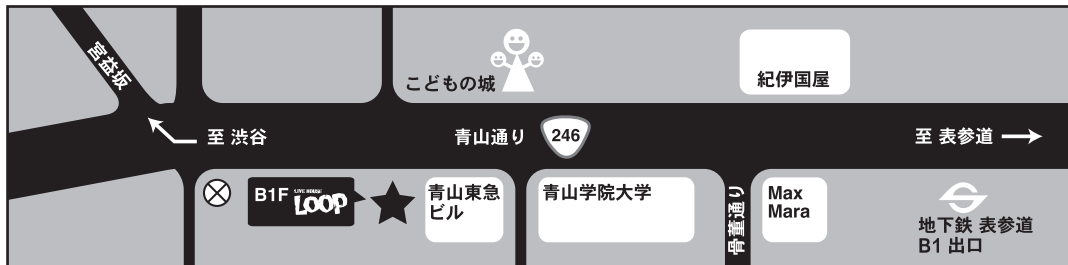 宮益坂
こどもの城
紀伊国屋
至 渋谷
青山通り
246
至 表参道
B1F
LIVE HOUSE
LOOP
青山東急
ビル
青山学院大学
骨董通り
Max
Mara
地下鉄 表参道
B1 出口